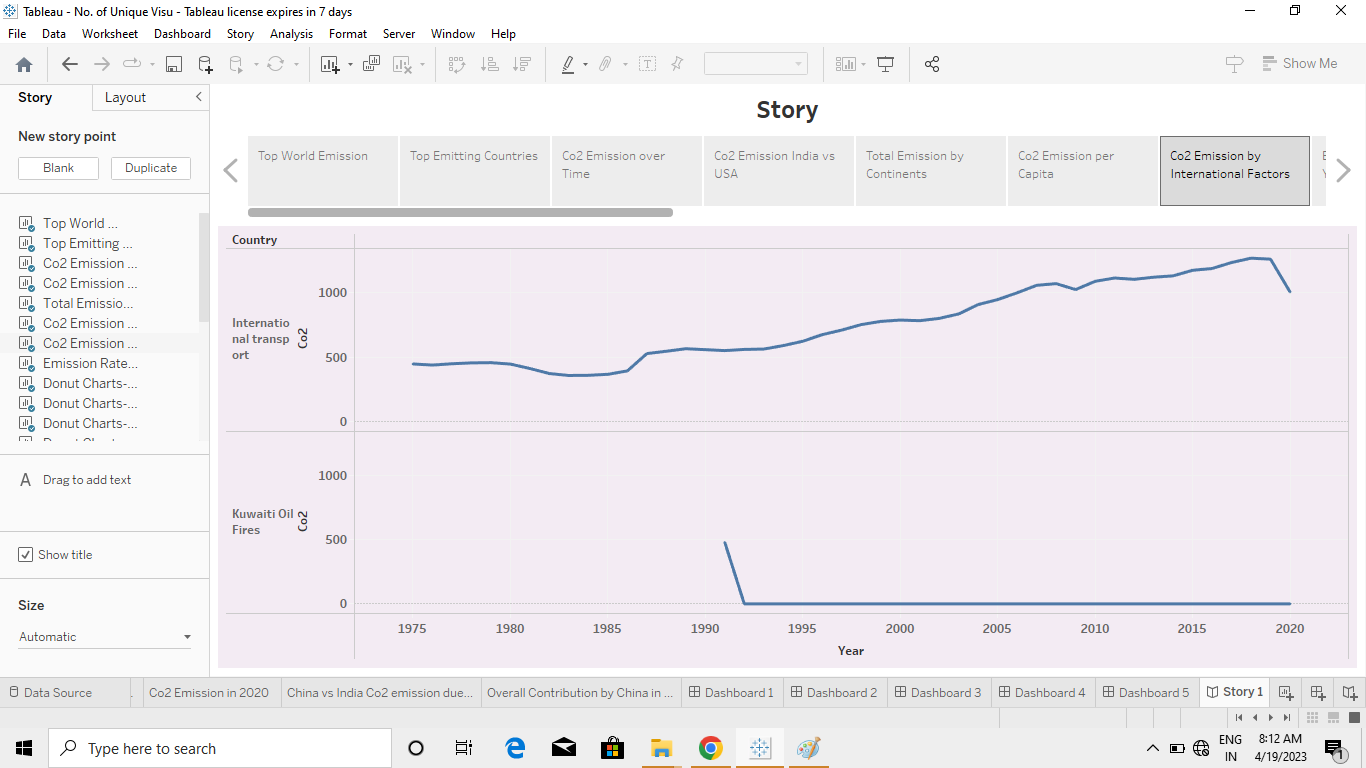 Tableau - No. of Unique Visu - Tableau license expires in 7 days
File Data Worksheet Dashboard Story Analysis Format Server Window Help
Show Me
Story Layout
New story point
Blank Duplicate
Top World ...
Top Emitting ...
Co2 Emission ...
Co2 Emission ...
Total Emissio...
Co2 Emission ...
Co2 Emission ...
Emission Rate...
Donut Charts-...
Donut Charts-...
Donut Charts-...
A Drag to add text
Show title
Size
Automatic
Story
Top World Emission
Top Emitting Countries
Co2 Emission over
Time
Co2 Emission India vs
USA
Total Emission by
Continents
Co2 Emission per
Capita
Co2 Emission by
International Factors
Country
Internatio
nal transp
ort
Co2
1000
500
0
Kuwaiti Oil
Fires
Co2
1000
500
0
1975 1980 1985 1990 1995 2000 2005 2010 2015 2020
Year
Data Source Co2 Emission in 2020 China vs India Co2 emission due... Overall Contribution by China in ... Dashboard 1 Dashboard 2 Dashboard 3 Dashboard 4 Dashboard 5 Story 1
Type here to search
ENG
IN
8:12 AM
4/19/2023
1